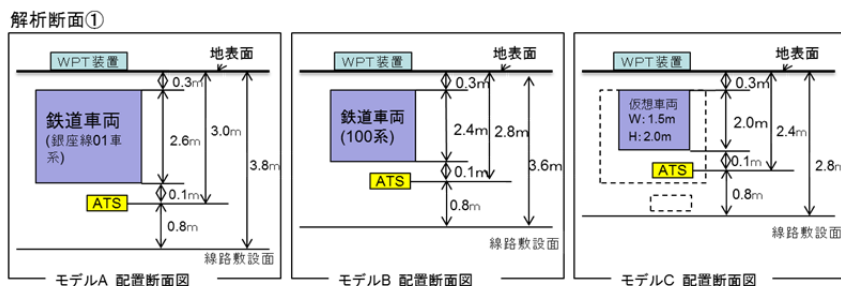 解析断面①
WPT装置
地表面
0.3m
鉄道車両
(銀座線01車
系)
2.6m
3.0m
3.8m
0.1m
ATS
0.8m
線路敷設面
モデルA 配置断面図
WPT装置
地表面
0.3m
鉄道車両
(100系)
2.4m
2.8m
3.6m
0.1m
ATS
0.8m
線路敷設面
モデルB 配置断面図
WPT装置
地表面
0.3m
仮想車両
W: 1.5m
H: 2.0m
2.0m
2.4m
2.8m
0.1m
ATS
0.8m
線路敷設面
モデルC 配置断面図